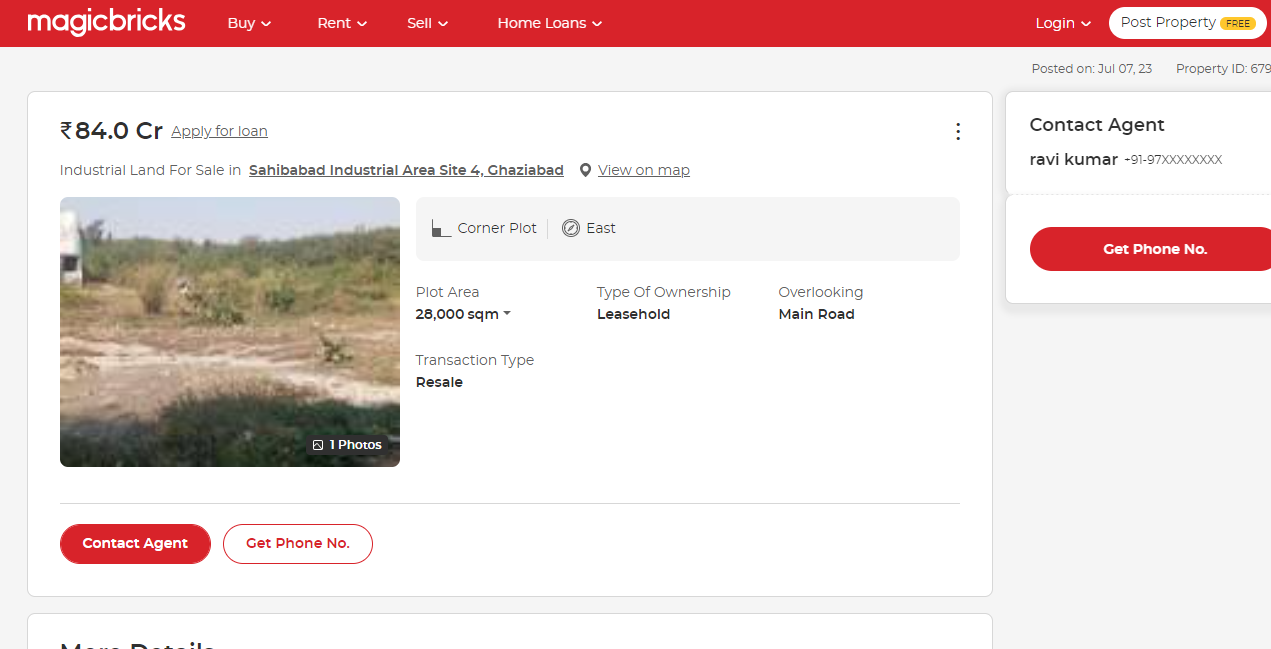 magicbricks Buy Rent Sell Home Loans Login Post Property FREE
Posted on: Jul 07, 23 Property ID: 679
₹84.0 Cr Apply for loan
Industrial Land For Sale in Sahibabad Industrial Area Site 4, Ghaziabad View on map
Corner Plot East
Plot Area Type Of Ownership Overlooking
28,000 sqm Leasehold Main Road
Transaction Type
Resale
1 Photos
Contact Agent Get Phone No.
More Details
Contact Agent
ravi kumar +91-97XXXXXXXX
Get Phone No.